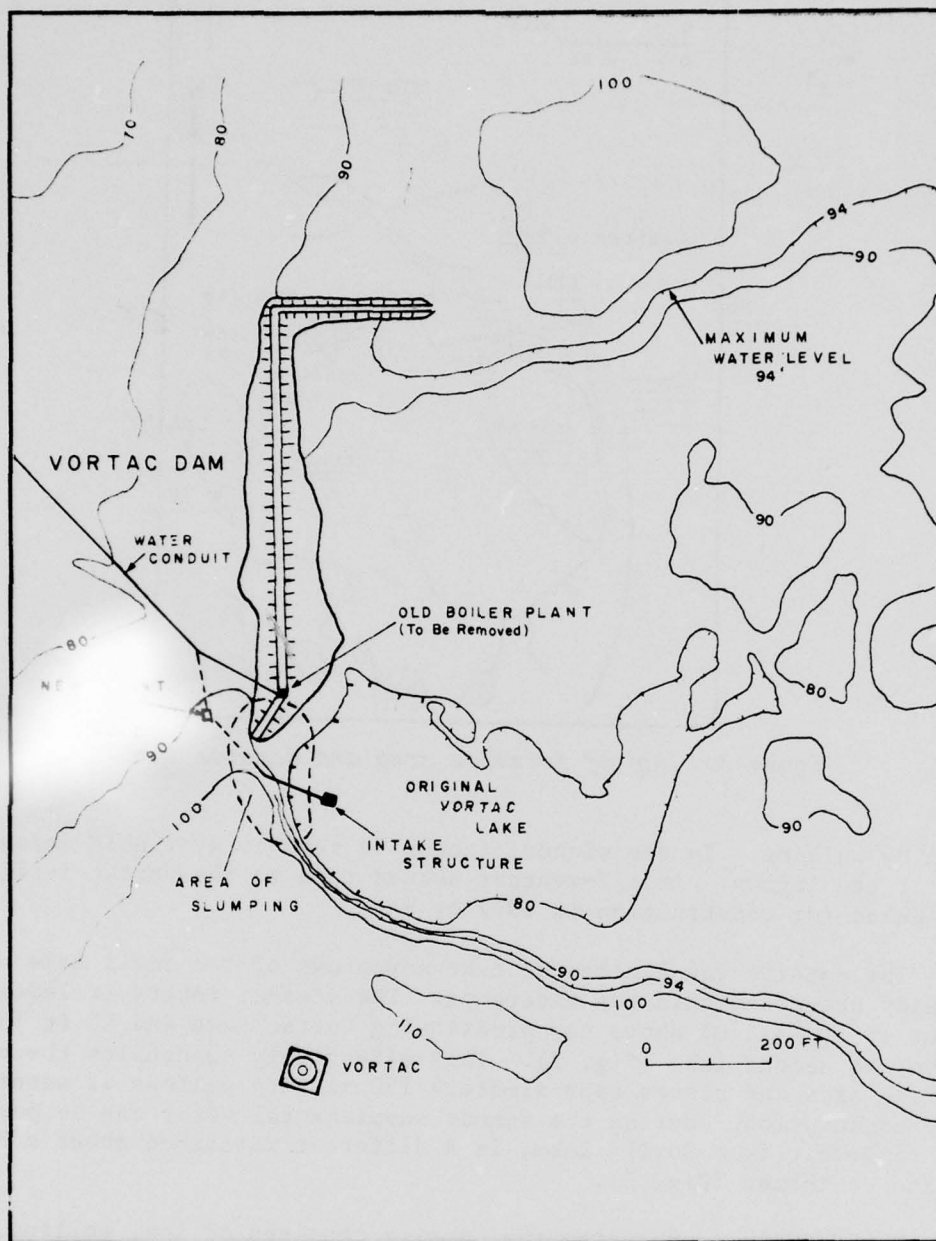 100
70
80
90
94
90
MAXIMUM
WATER LEVEL
94'
VORTAC DAM
WATER
CONDUIT
90
OLD BOILER PLANT
(To Be Removed)
80
80
90
90
100
ORIGINAL
VORTAC
LAKE
INTAKE
STRUCTURE
AREA OF
SLUMPING
80
90
94
100
110
VORTAC
0
200 FT